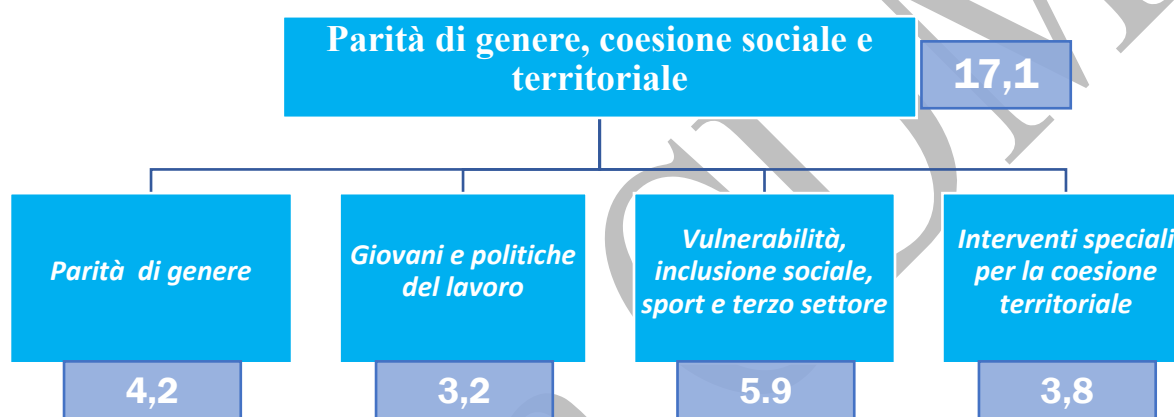 Parità di genere, coesione sociale e
territoriale
17,1
Parità di genere
Giovani e politiche
del lavoro
Vulnerabilità,
inclusione sociale,
sport e terzo settore
Interventi speciali
per la coesione
territoriale
4,2
3,2
5.9
3,8